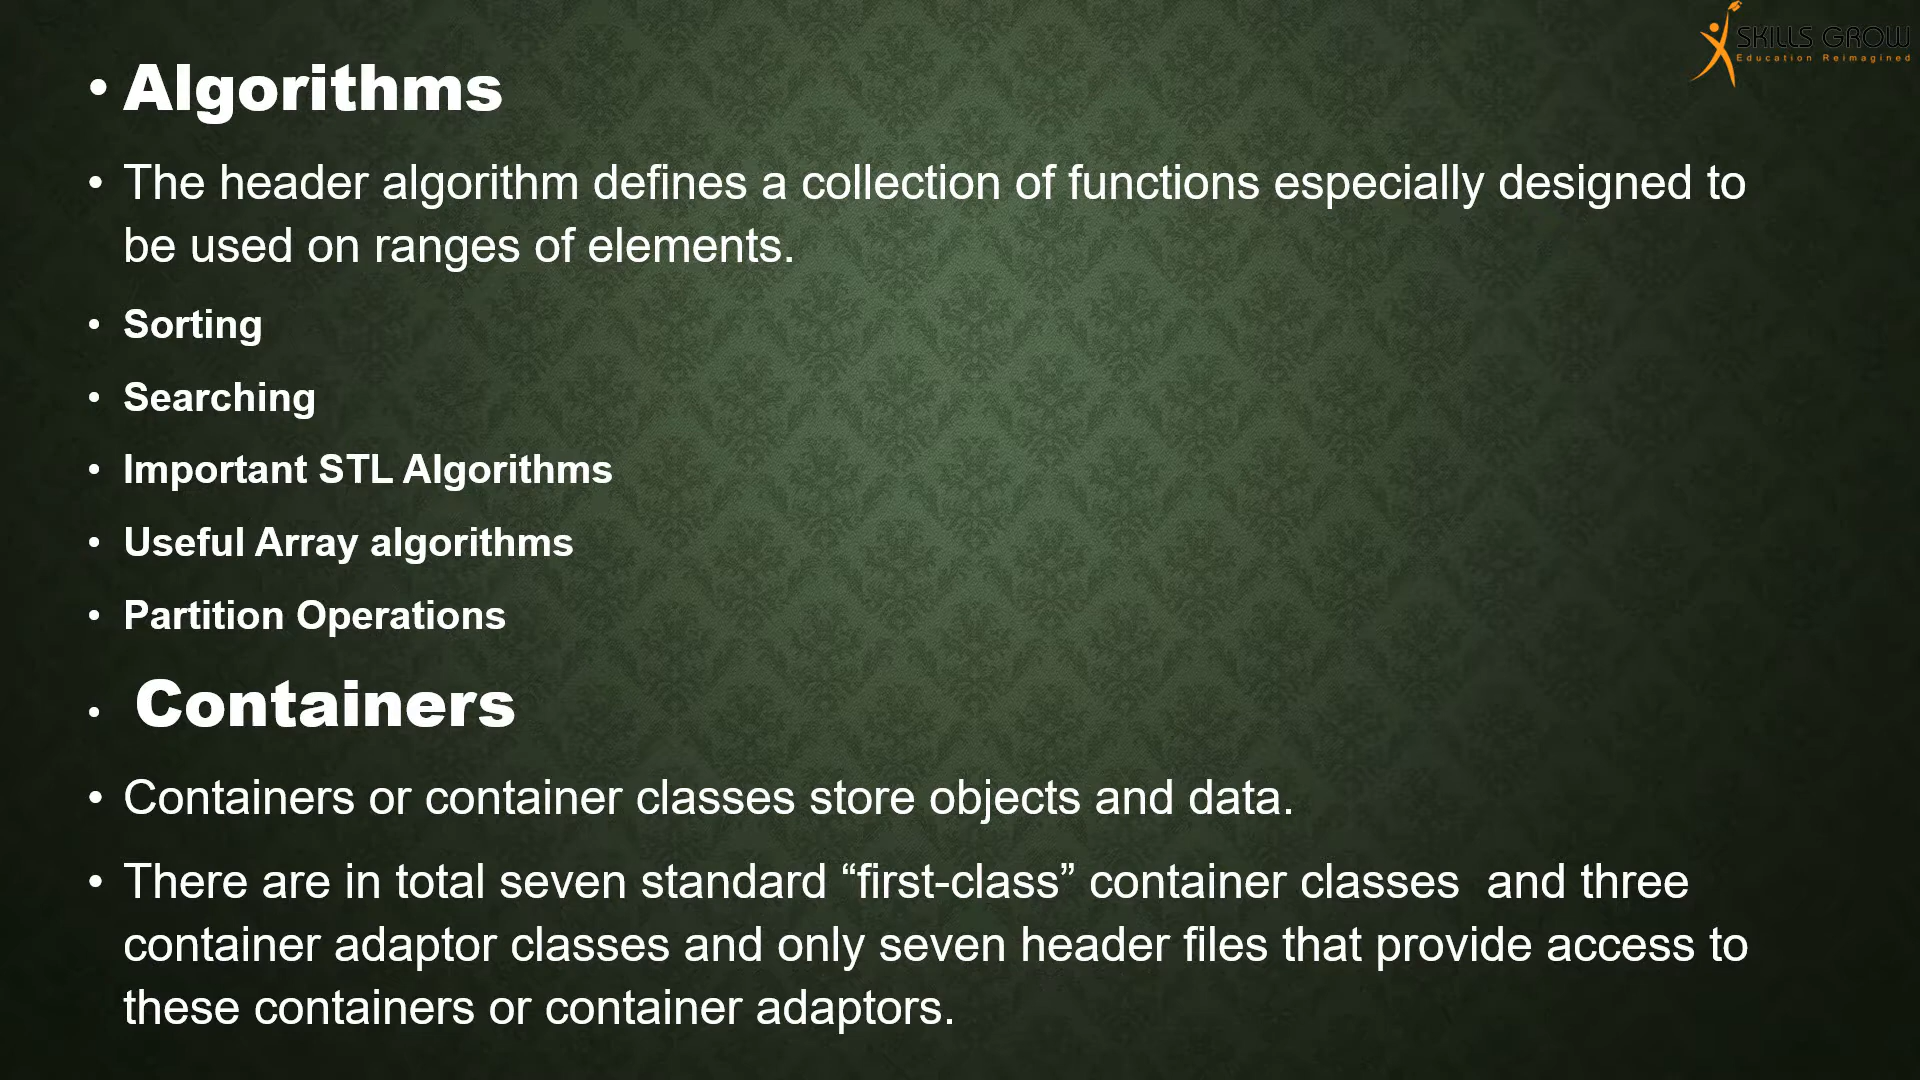 SKILLS GROW
Education Reimagined
• Algorithms
• The header algorithm defines a collection of functions especially designed to
be used on ranges of elements.
• Sorting
• Searching
• Important STL Algorithms
• Useful Array algorithms
• Partition Operations
• Containers
• Containers or container classes store objects and data.
• There are in total seven standard “first-class” container classes  and three
container adaptor classes and only seven header files that provide access to
these containers or container adaptors.